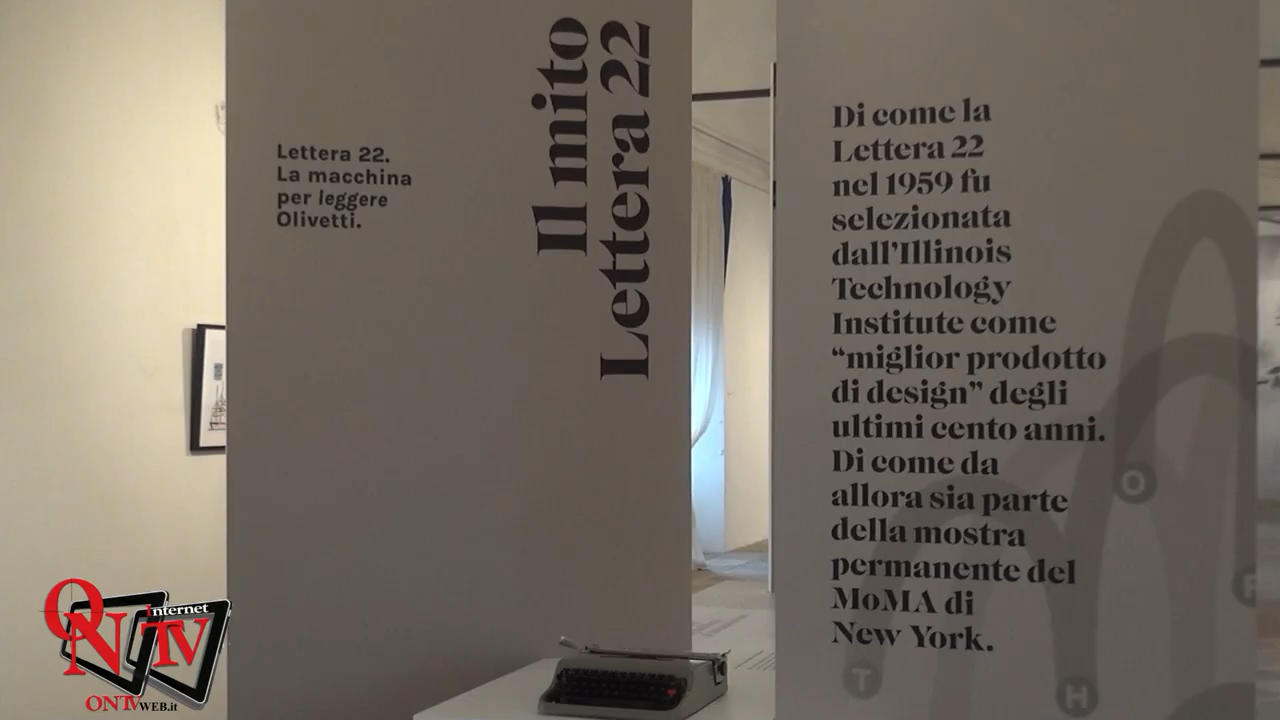 Lettera 22.
La macchina
per leggere
Olivetti.
Il mito
Lettera 22
Di come la
Lettera 22
nel 1959 fu
selezionata
dall'Illinois
Technology
Institute come
“miglior prodotto
di design” degli
ultimi cento anni.
Di come da
allora sia parte
della mostra
permanente del
MoMA di
New York.
O
F
T
H
Internet
ON TV
ONTVWEB.it